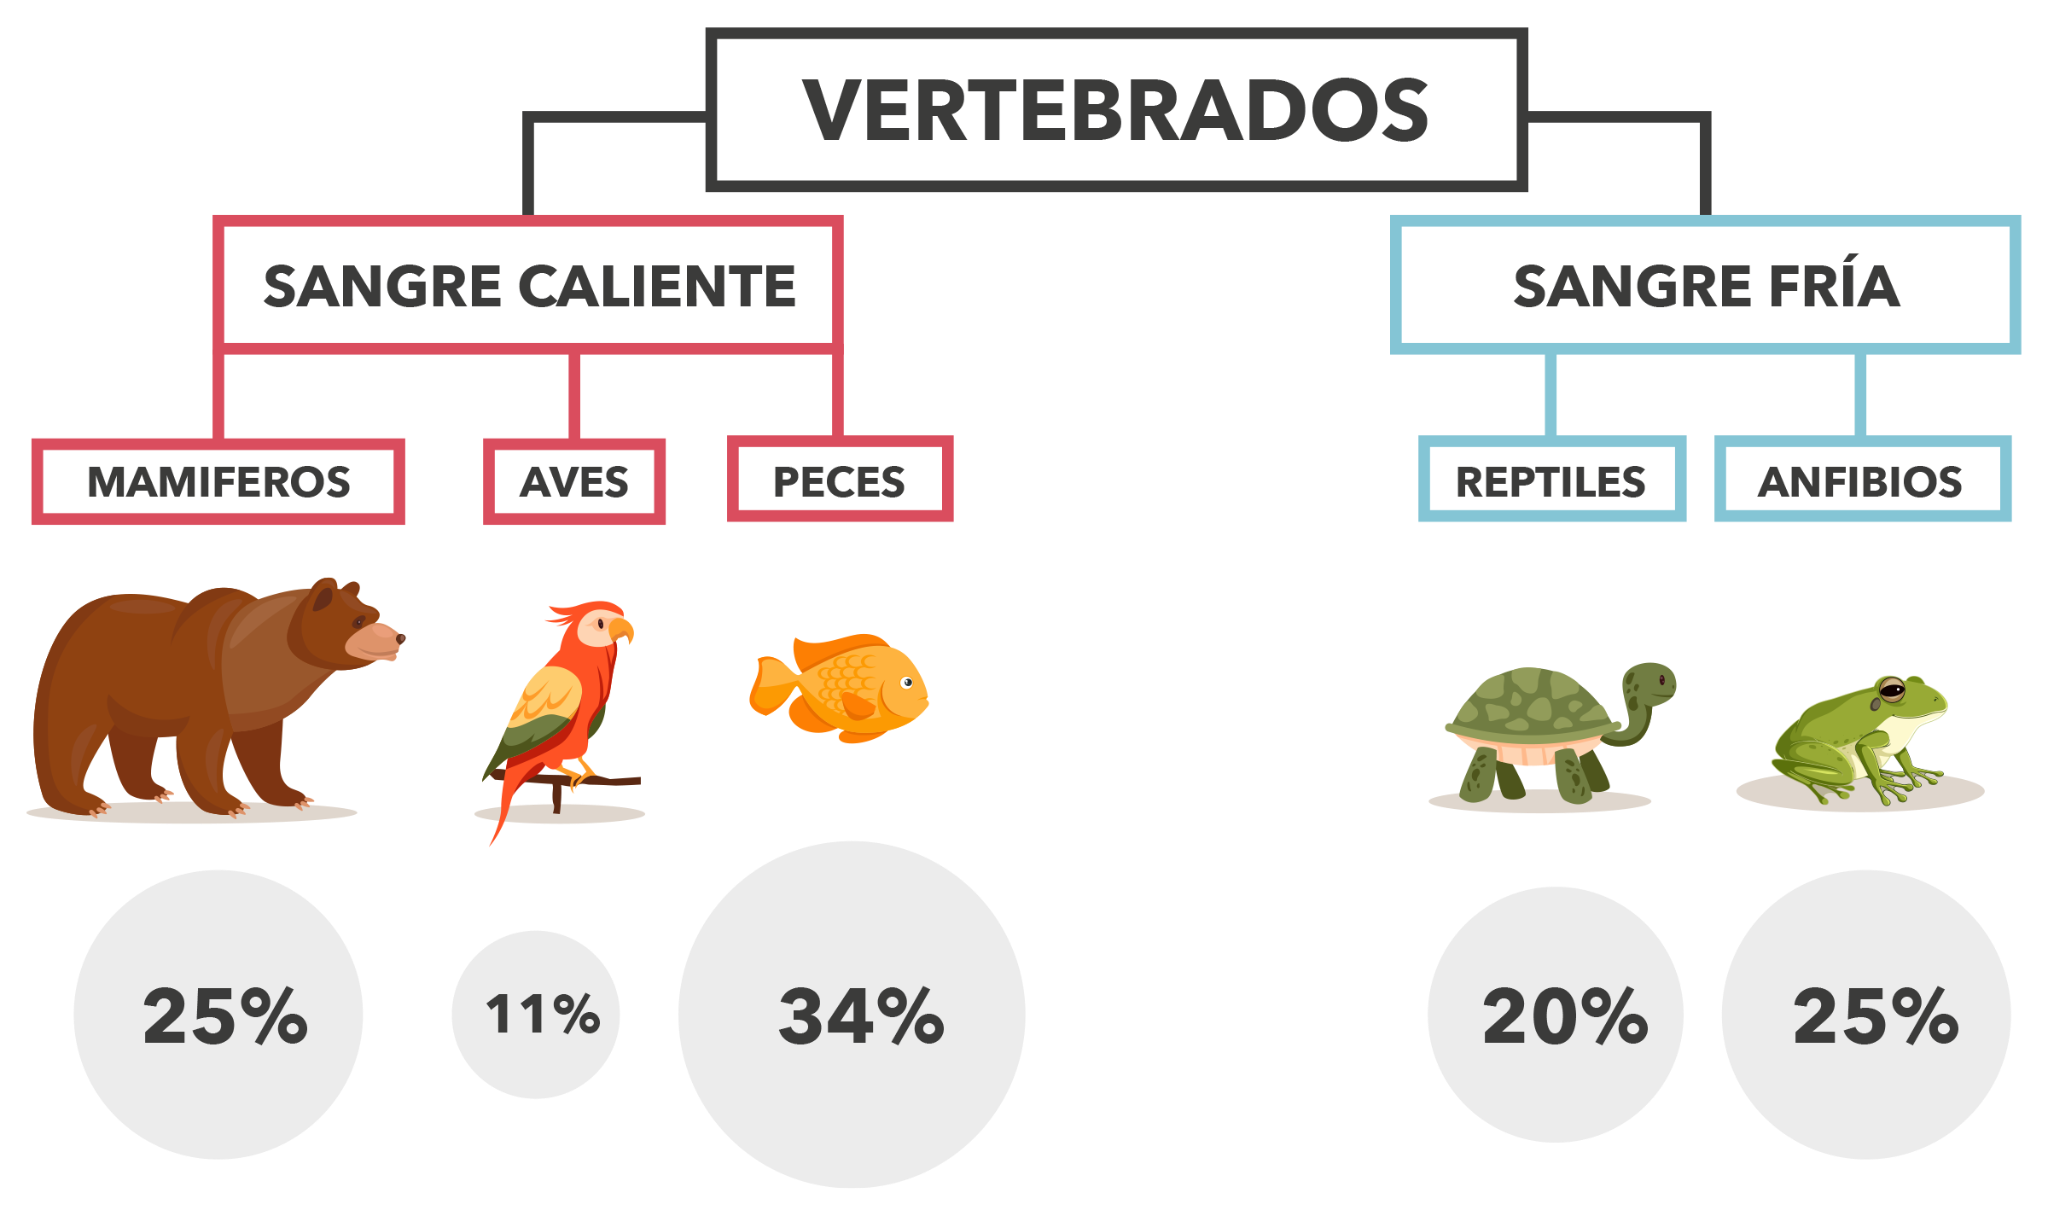 VERTEBRADOS
SANGRE CALIENTE
SANGRE FRÍA
MAMIFEROS
AVES
PECES
REPTILES
ANFIBIOS
25%
11%
34%
20%
25%